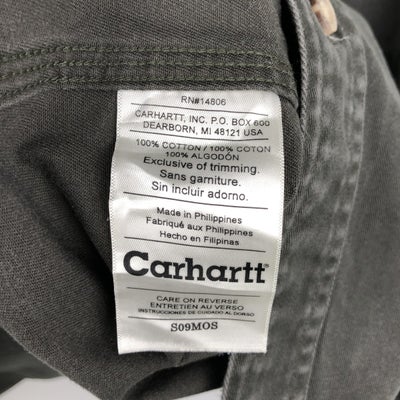 RN#14806
CARHARTT, INC. P.O. BOX 600
DEARBORN, MI 48121 USA
100% COTTON / 100% COTON
100% ALGODÓN
Exclusive of trimming.
Sans garniture.
Sin incluir adorno.
Made in Philippines
Fabriqué aux Philippines
Hecho en Filipinas
Carhartt
CARE ON REVERSE
ENTRETIEN AU VERSO
INSTRUCCIONES DE CUIDADO AL DORSO
S09MOS